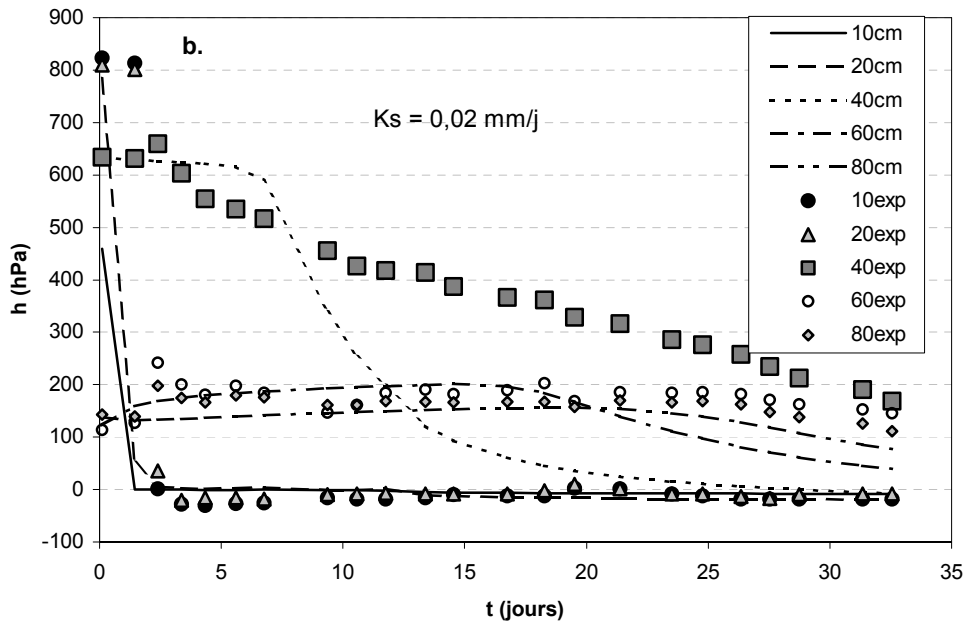 900
800
700
600
500
400
300
200
100
0
-100
h (hPa)
b.
Ks = 0,02 mm/j
10cm
20cm
40cm
60cm
80cm
10exp
20exp
40exp
60exp
80exp
0 5 10 15 20 25 30 35
t (jours)